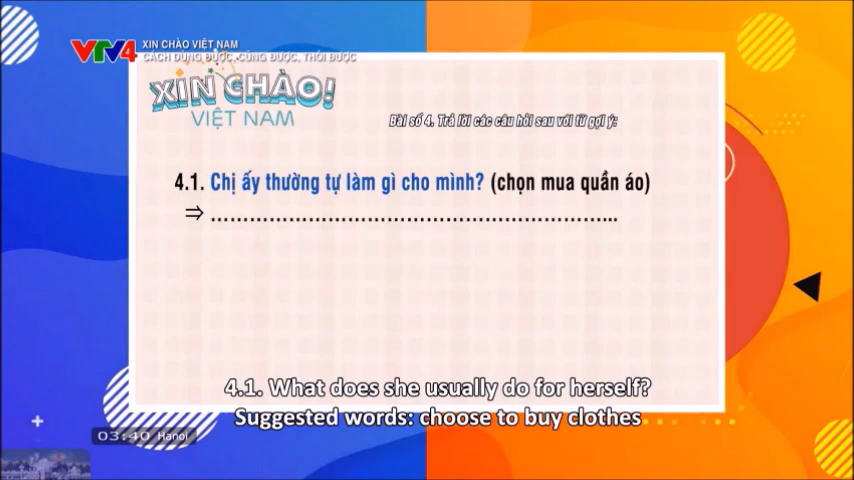 VTV4
XIN CHÀO VIỆT NAM
CÁCH DÙNG ĐƯỢC, CŨNG ĐƯỢC, THÔI ĐƯỢC
XIN CHÀO!
VIỆT NAM
Bài số 4. Trả lời các câu hỏi sau với từ gợi ý:
4.1. Chị ấy thường tự làm gì cho mình? (chọn mua quần áo)
⇒ ……………………………………………………...
4.1. What does she usually do for herself?
Suggested words: choose to buy clothes
03:40 Hanoi